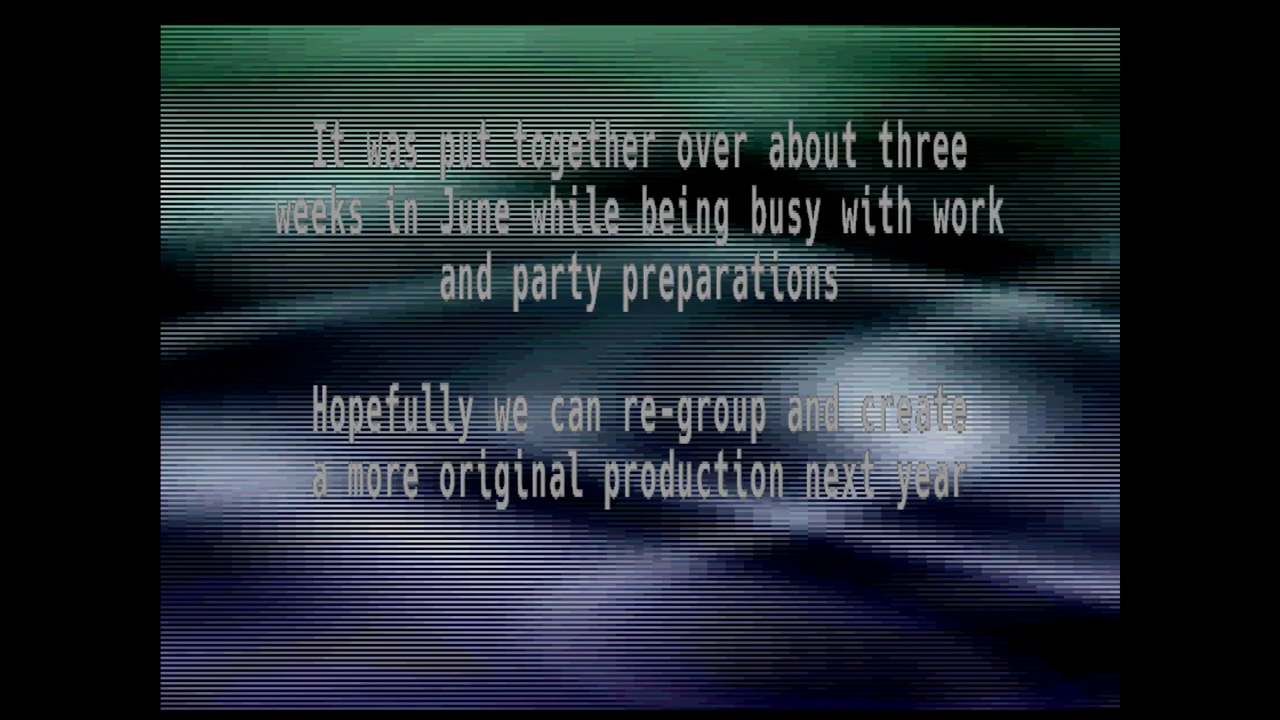 It was put together over about three
weeks in June while being busy with work
and party preparations
Hopefully we can re-group and create
a more original production next year